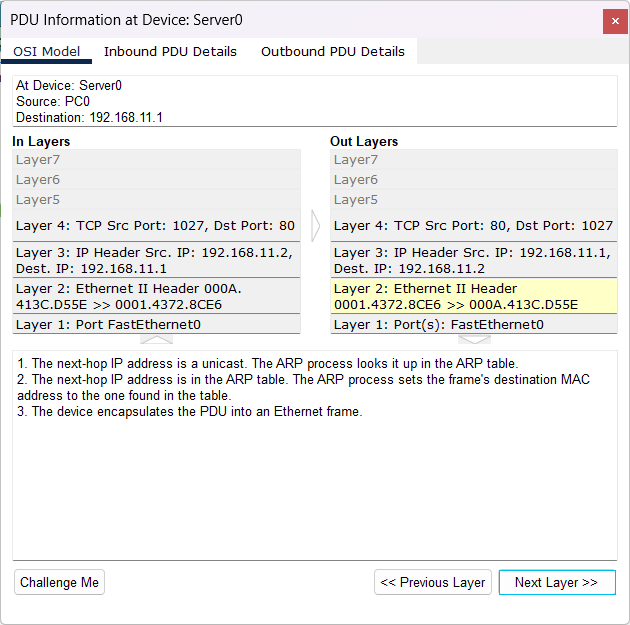 PDU Information at Device: Server0
OSI Model Inbound PDU Details Outbound PDU Details
At Device: Server0
Source: PC0
Destination: 192.168.11.1
In Layers
Layer7
Layer6
Layer5
Layer 4: TCP Src Port: 1027, Dst Port: 80
Layer 3: IP Header Src. IP: 192.168.11.2,
Dest. IP: 192.168.11.1
Layer 2: Ethernet II Header 000A.
413C.D55E >> 0001.4372.8CE6
Layer 1: Port FastEthernet0
Out Layers
Layer7
Layer6
Layer5
Layer 4: TCP Src Port: 80, Dst Port: 1027
Layer 3: IP Header Src. IP: 192.168.11.1,
Dest. IP: 192.168.11.2
Layer 2: Ethernet II Header
0001.4372.8CE6 >> 000A.413C.D55E
Layer 1: Port(s): FastEthernet0
1. The next-hop IP address is a unicast. The ARP process looks it up in the ARP table.
2. The next-hop IP address is in the ARP table. The ARP process sets the frame's destination MAC
address to the one found in the table.
3. The device encapsulates the PDU into an Ethernet frame.
Challenge Me << Previous Layer Next Layer >>